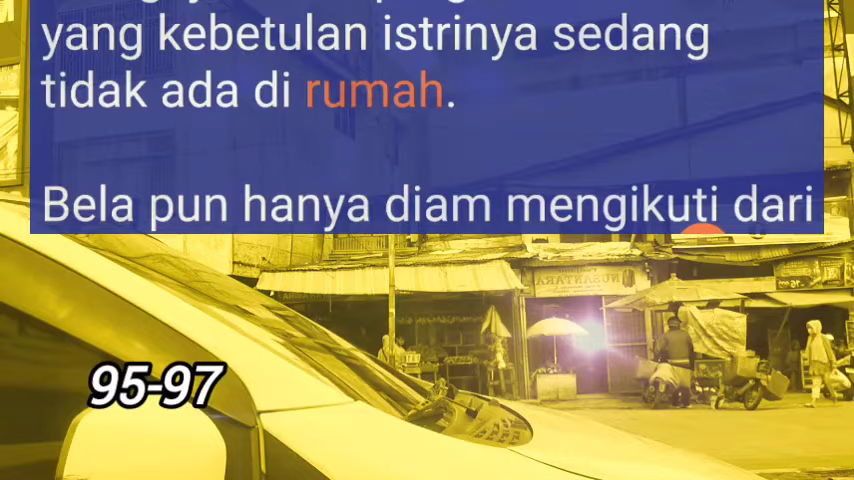 yang kebetulan istrinya sedang
tidak ada di rumah.
Bela pun hanya diam mengikuti dari
NUSANTARA
95-97